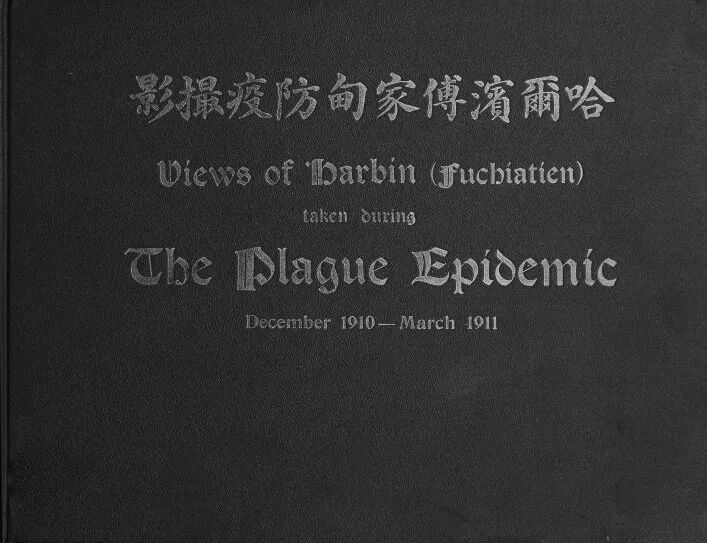 哈爾濱傅家甸防疫撮影
Views of Harbin (Fuchiatien)
taken during
The Plague Epidemic
December 1910—March 1911